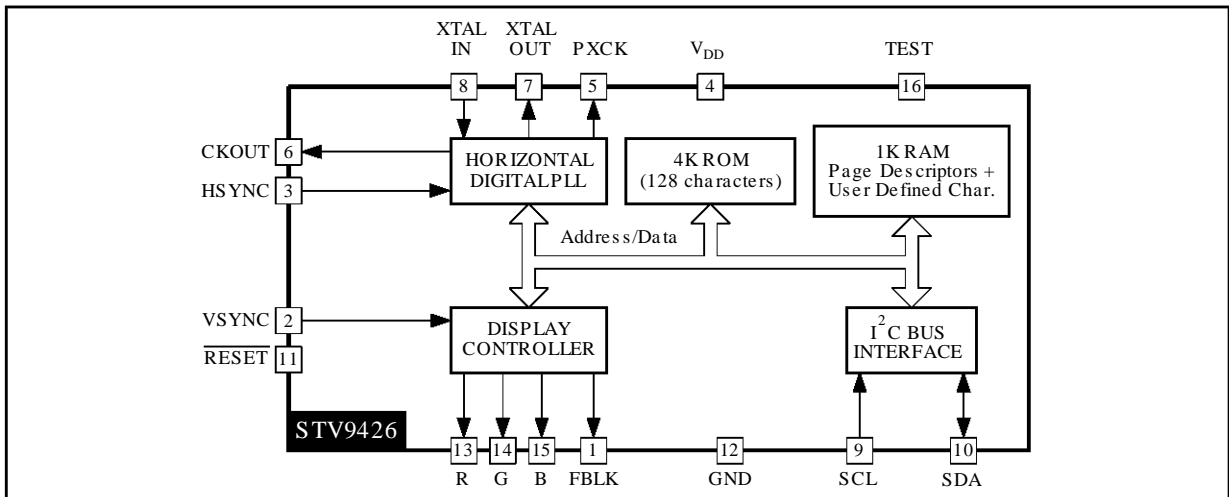 XTAL IN
XTAL OUT
PXCK
VDD
TEST
8
7
5
4
16
CKOUT 6
HSYNC 3
HORIZONTAL
DIGITAL PLL
4K ROM
(128 characters)
1K RAM
Page Descriptors +
User Defined Char.
Address/Data
VSYNC 2
RESET 11
DISPLAY
CONTROLLER
I2C BUS
INTERFACE
STV9426
13
14
15
1
12
9
10
R
G
B
FBLK
GND
SCL
SDA